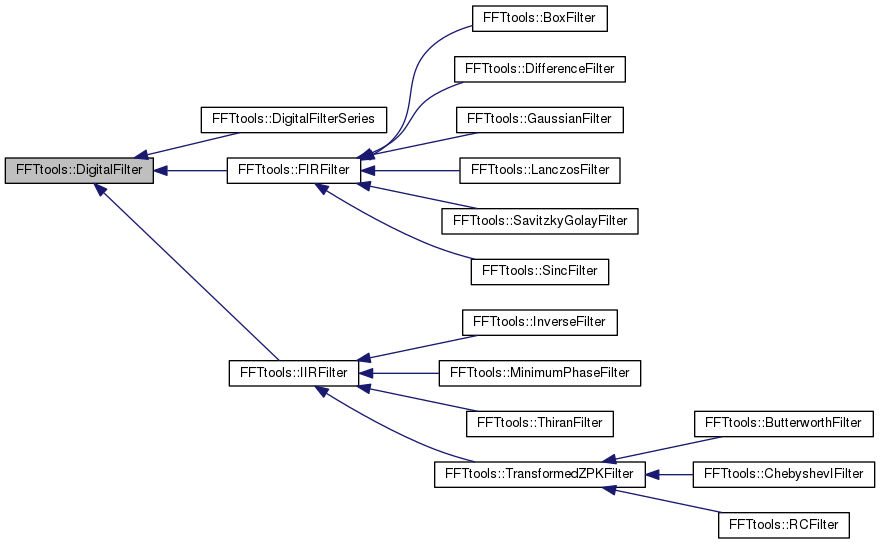 FFTtools::BoxFilter
FFTtools::DifferenceFilter
FFTtools::DigitalFilterSeries
FFTtools::GaussianFilter
FFTtools::DigitalFilter
FFTtools::FIRFilter
FFTtools::LanczosFilter
FFTtools::SavitzkyGolayFilter
FFTtools::SincFilter
FFTtools::InverseFilter
FFTtools::IIRFilter
FFTtools::MinimumPhaseFilter
FFTtools::ThiranFilter
FFTtools::ButterworthFilter
FFTtools::TransformedZPKFilter
FFTtools::ChebyshevIFilter
FFTtools::RCFilter